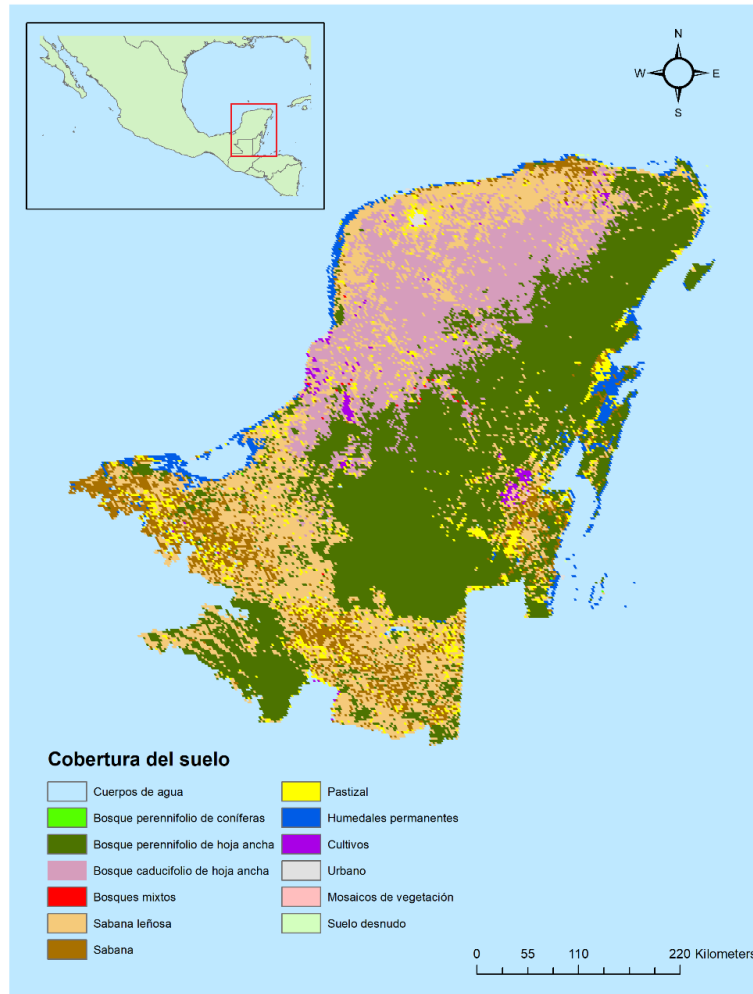 N
W E
S
Cobertura del suelo
Cuerpos de agua
Bosque perennifolio de coníferas
Bosque perennifolio de hoja ancha
Bosque caducifolio de hoja ancha
Bosques mixtos
Sabana leñosa
Sabana
Pastizal
Humedales permanentes
Cultivos
Urbano
Mosaicos de vegetación
Suelo desnudo
0 55 110 220 Kilometers